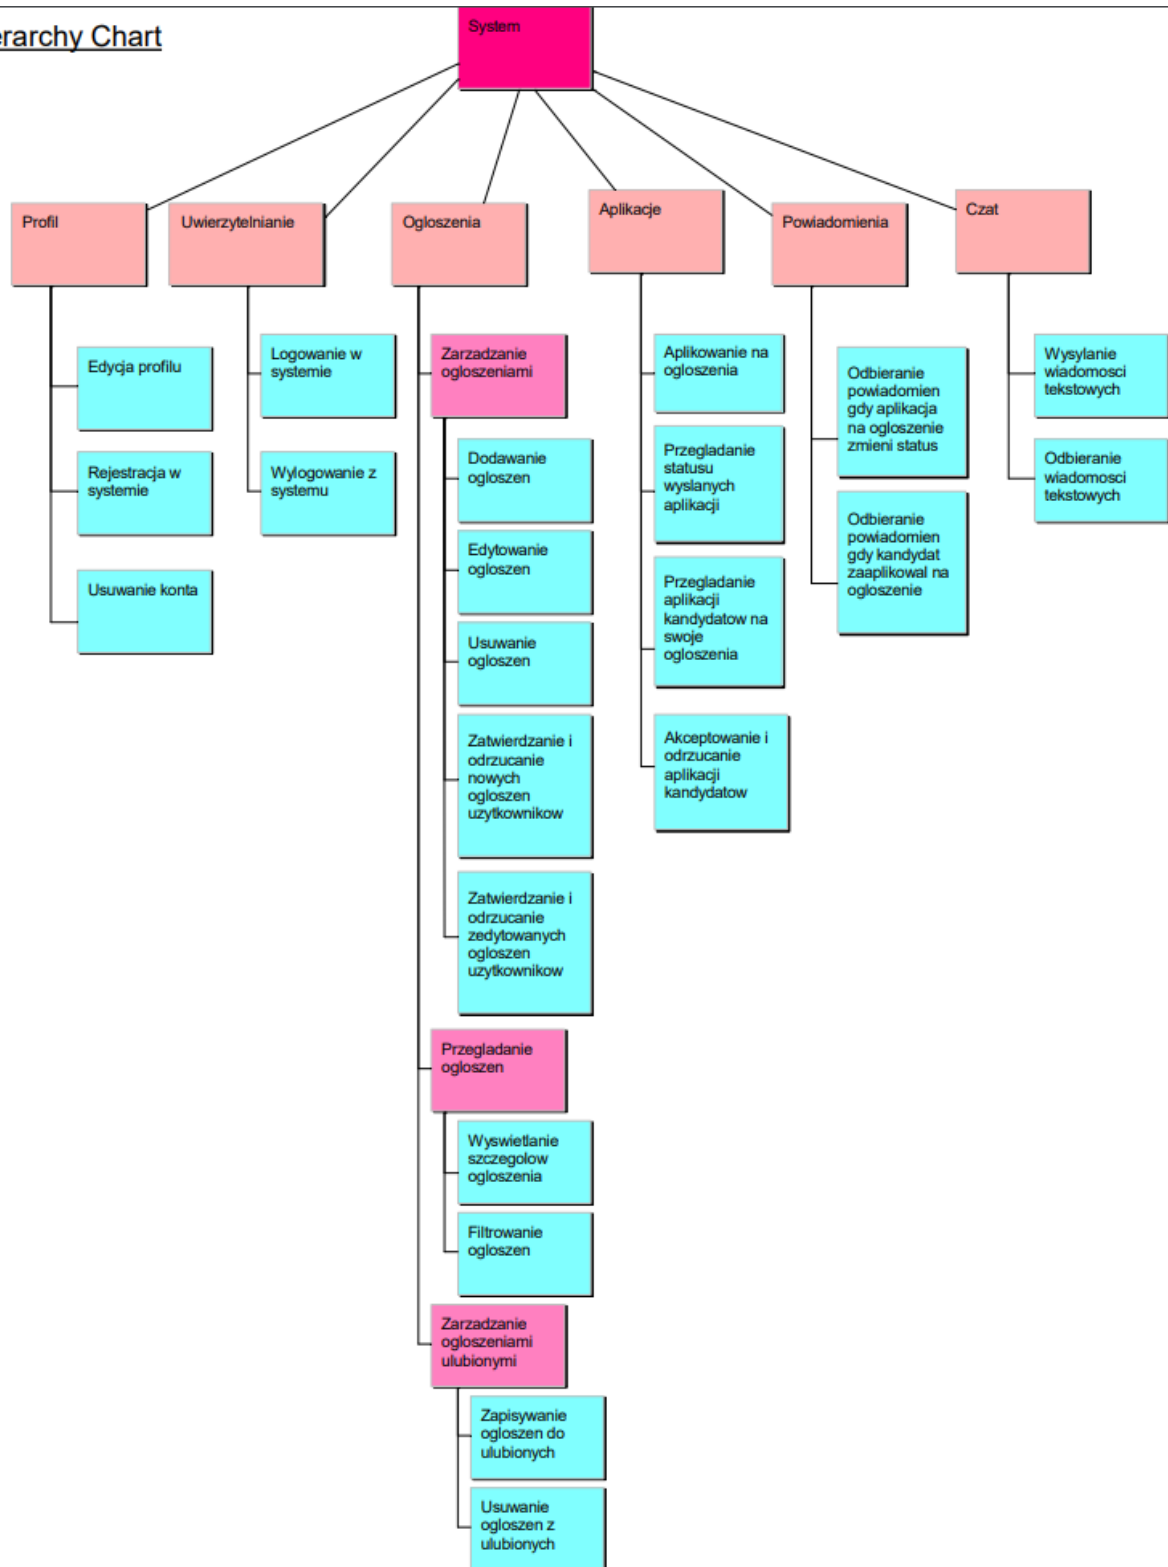 erarchy Chart
System
Profil
Uwierzytelnianie
Ogloszenia
Aplikacje
Powiadomienia
Czat
Edycja profilu
Rejestracja w
systemie
Usuwanie konta
Logowanie w
systemie
Wylogowanie z
systemu
Zarzadzanie
ogloszeniami
Dodawanie
ogloszen
Edytowanie
ogloszen
Usuwanie
ogloszen
Zatwierdzanie i
odrzucanie
nowych
ogloszen
uzytkownikow
Zatwierdzanie i
odrzucanie
zedytowanych
ogloszen
uzytkownikow
Przegladanie
ogloszen
Wyswietlanie
szczegolow
ogloszenia
Filtrowanie
ogloszen
Zarzadzanie
ogloszeniami
ulubionymi
Zapisywanie
ogloszen do
ulubionych
Usuwanie
ogloszen z
ulubionych
Aplikowanie na
ogloszenia
Przegladanie
statusu
wyslanych
aplikacji
Przegladanie
aplikacji
kandydatow na
swoje
ogloszenia
Akceptowanie i
odrzucanie
aplikacji
kandydatow
Odbieranie
powiadomien
gdy aplikacja
na ogloszenie
zmieni status
Odbieranie
powiadomien
gdy kandydat
zaaplikowal na
ogloszenie
Wysylanie
wiadomosci
tekstowych
Odbieranie
wiadomosci
tekstowych